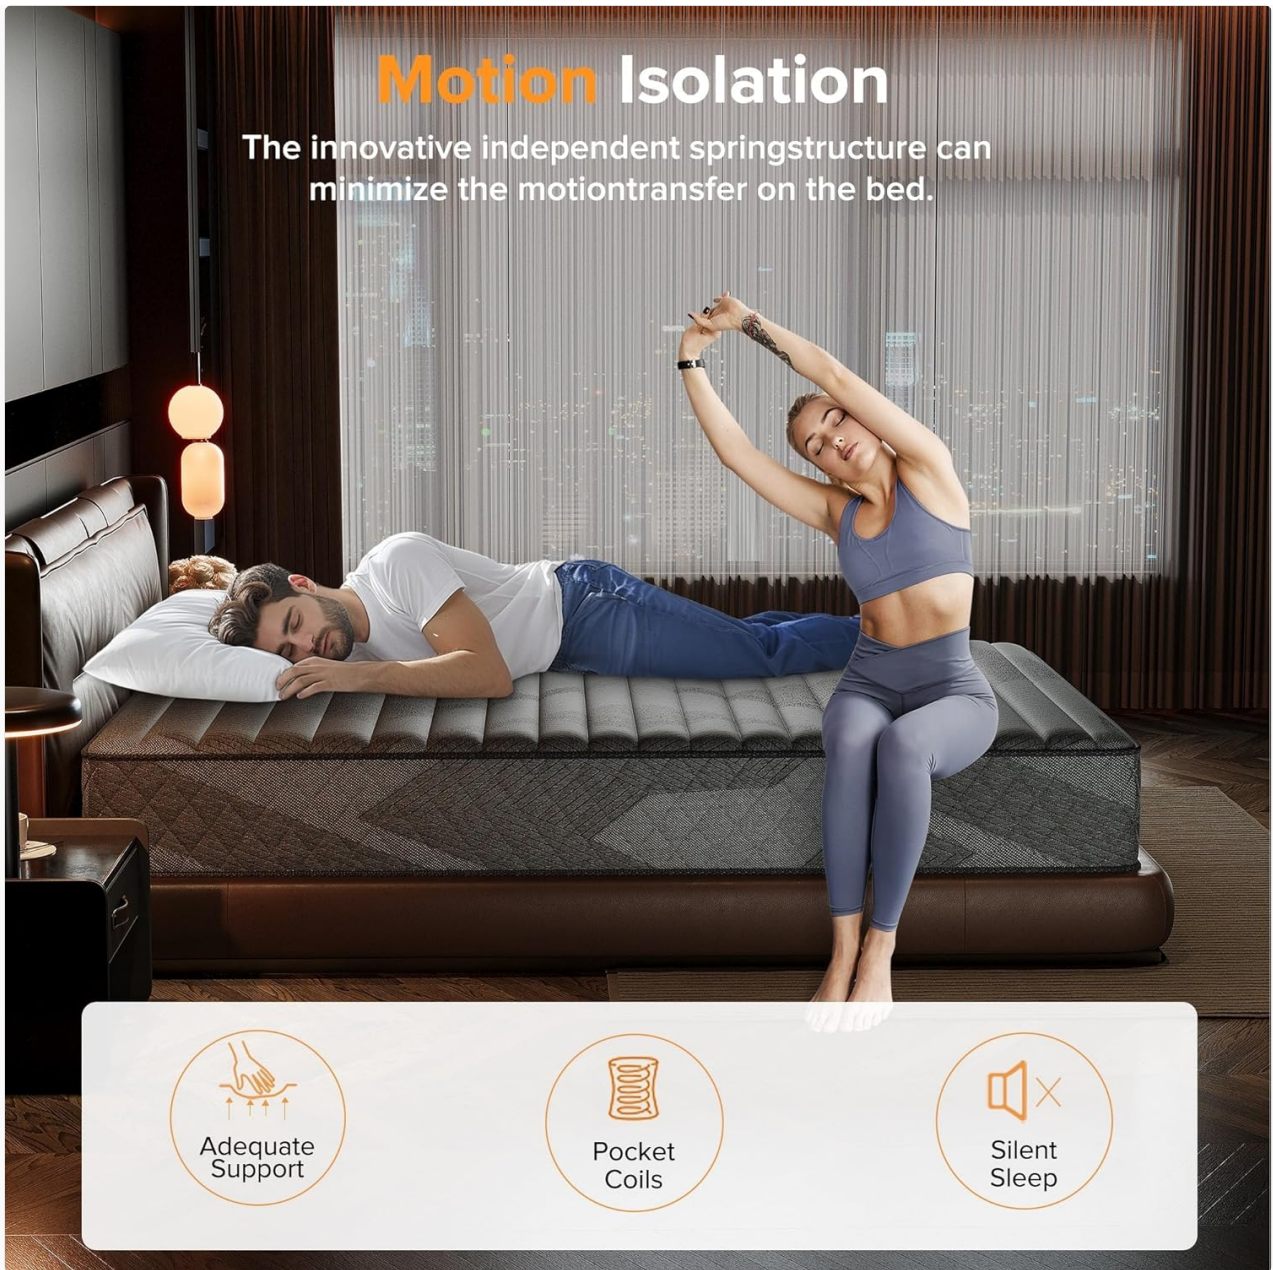 Motion Isolation
The innovative independent springstructure can
minimize the motiontransfer on the bed.
Adequate
Support
Pocket
Coils
Silent
Sleep